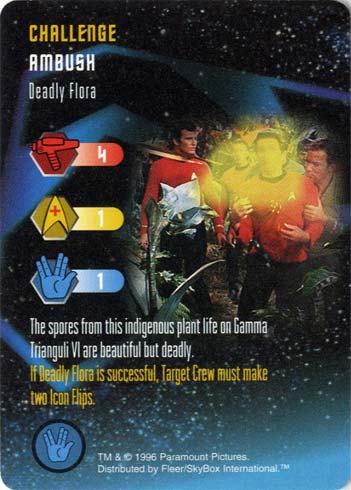 CHALLENGE
AMBUSH
Deadly Flora
4
1
1
The spores from this indigenous plant life on Gamma
Trianguli VI are beautiful but deadly.
If Deadly Flora is successful, Target Crew must make
two Icon Flips.
TM & © 1996 Paramount Pictures.
Distributed by Fleer/SkyBox International.™